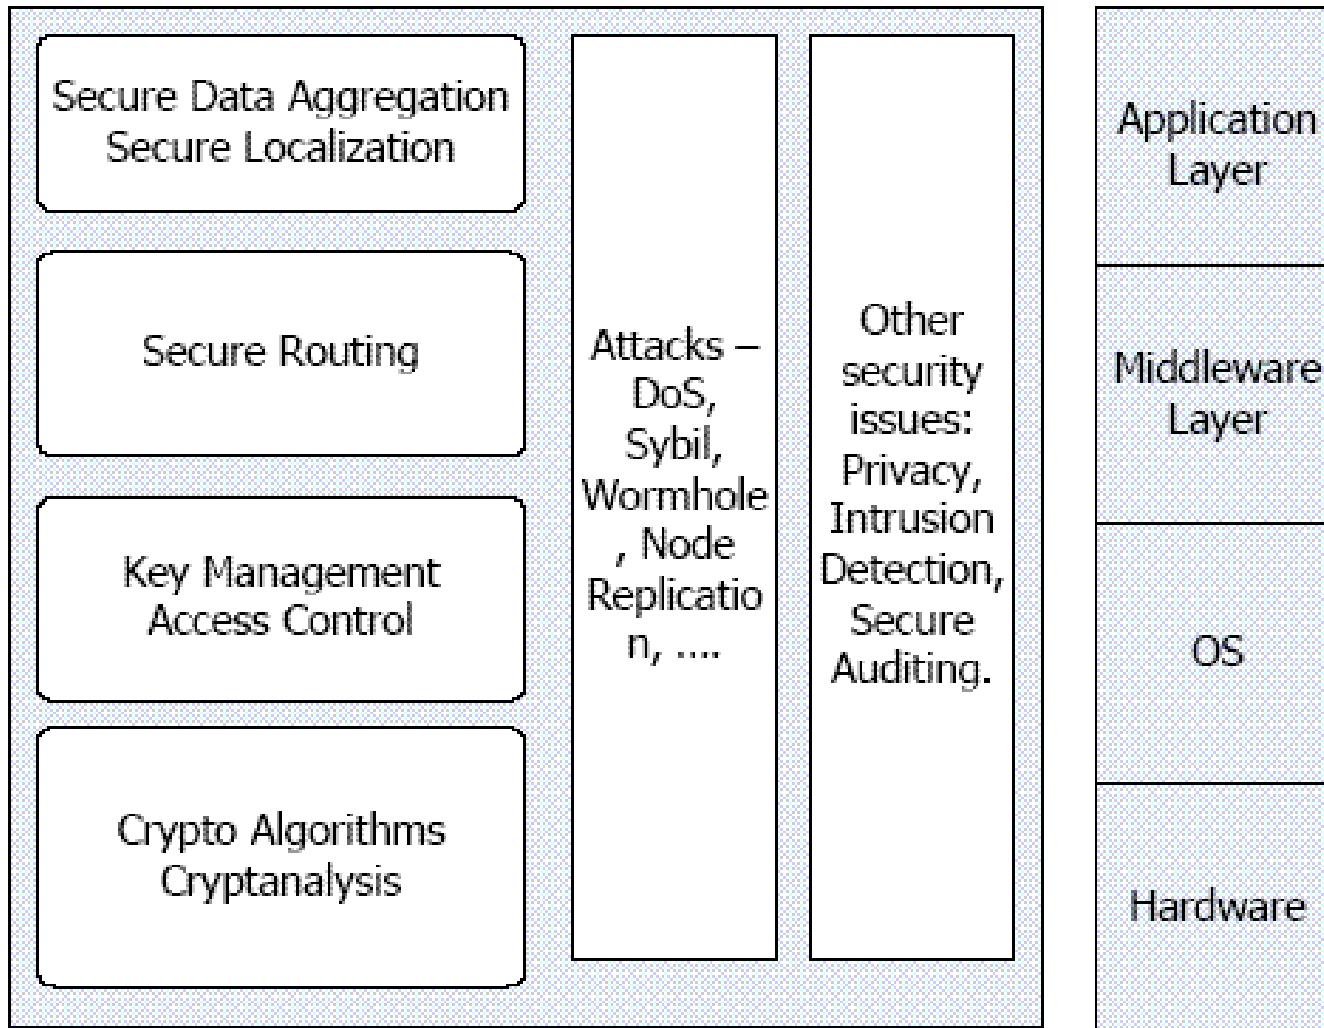 Secure Data Aggregation
Secure Localization
Secure Routing
Key Management
Access Control
Crypto Algorithms
Cryptanalysis
Attacks –
DoS,
Sybil,
Wormhole
, Node
Replicatio
n, ....
Other
security
issues:
Privacy,
Intrusion
Detection,
Secure
Auditing.
Application
Layer
Middleware
Layer
OS
Hardware